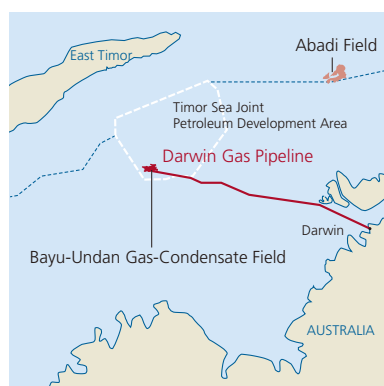 Abadi Field
East Timor
Timor Sea Joint
Petroleum Development Area
Darwin Gas Pipeline
Darwin
Bayu-Undan Gas-Condensate Field
AUSTRALIA